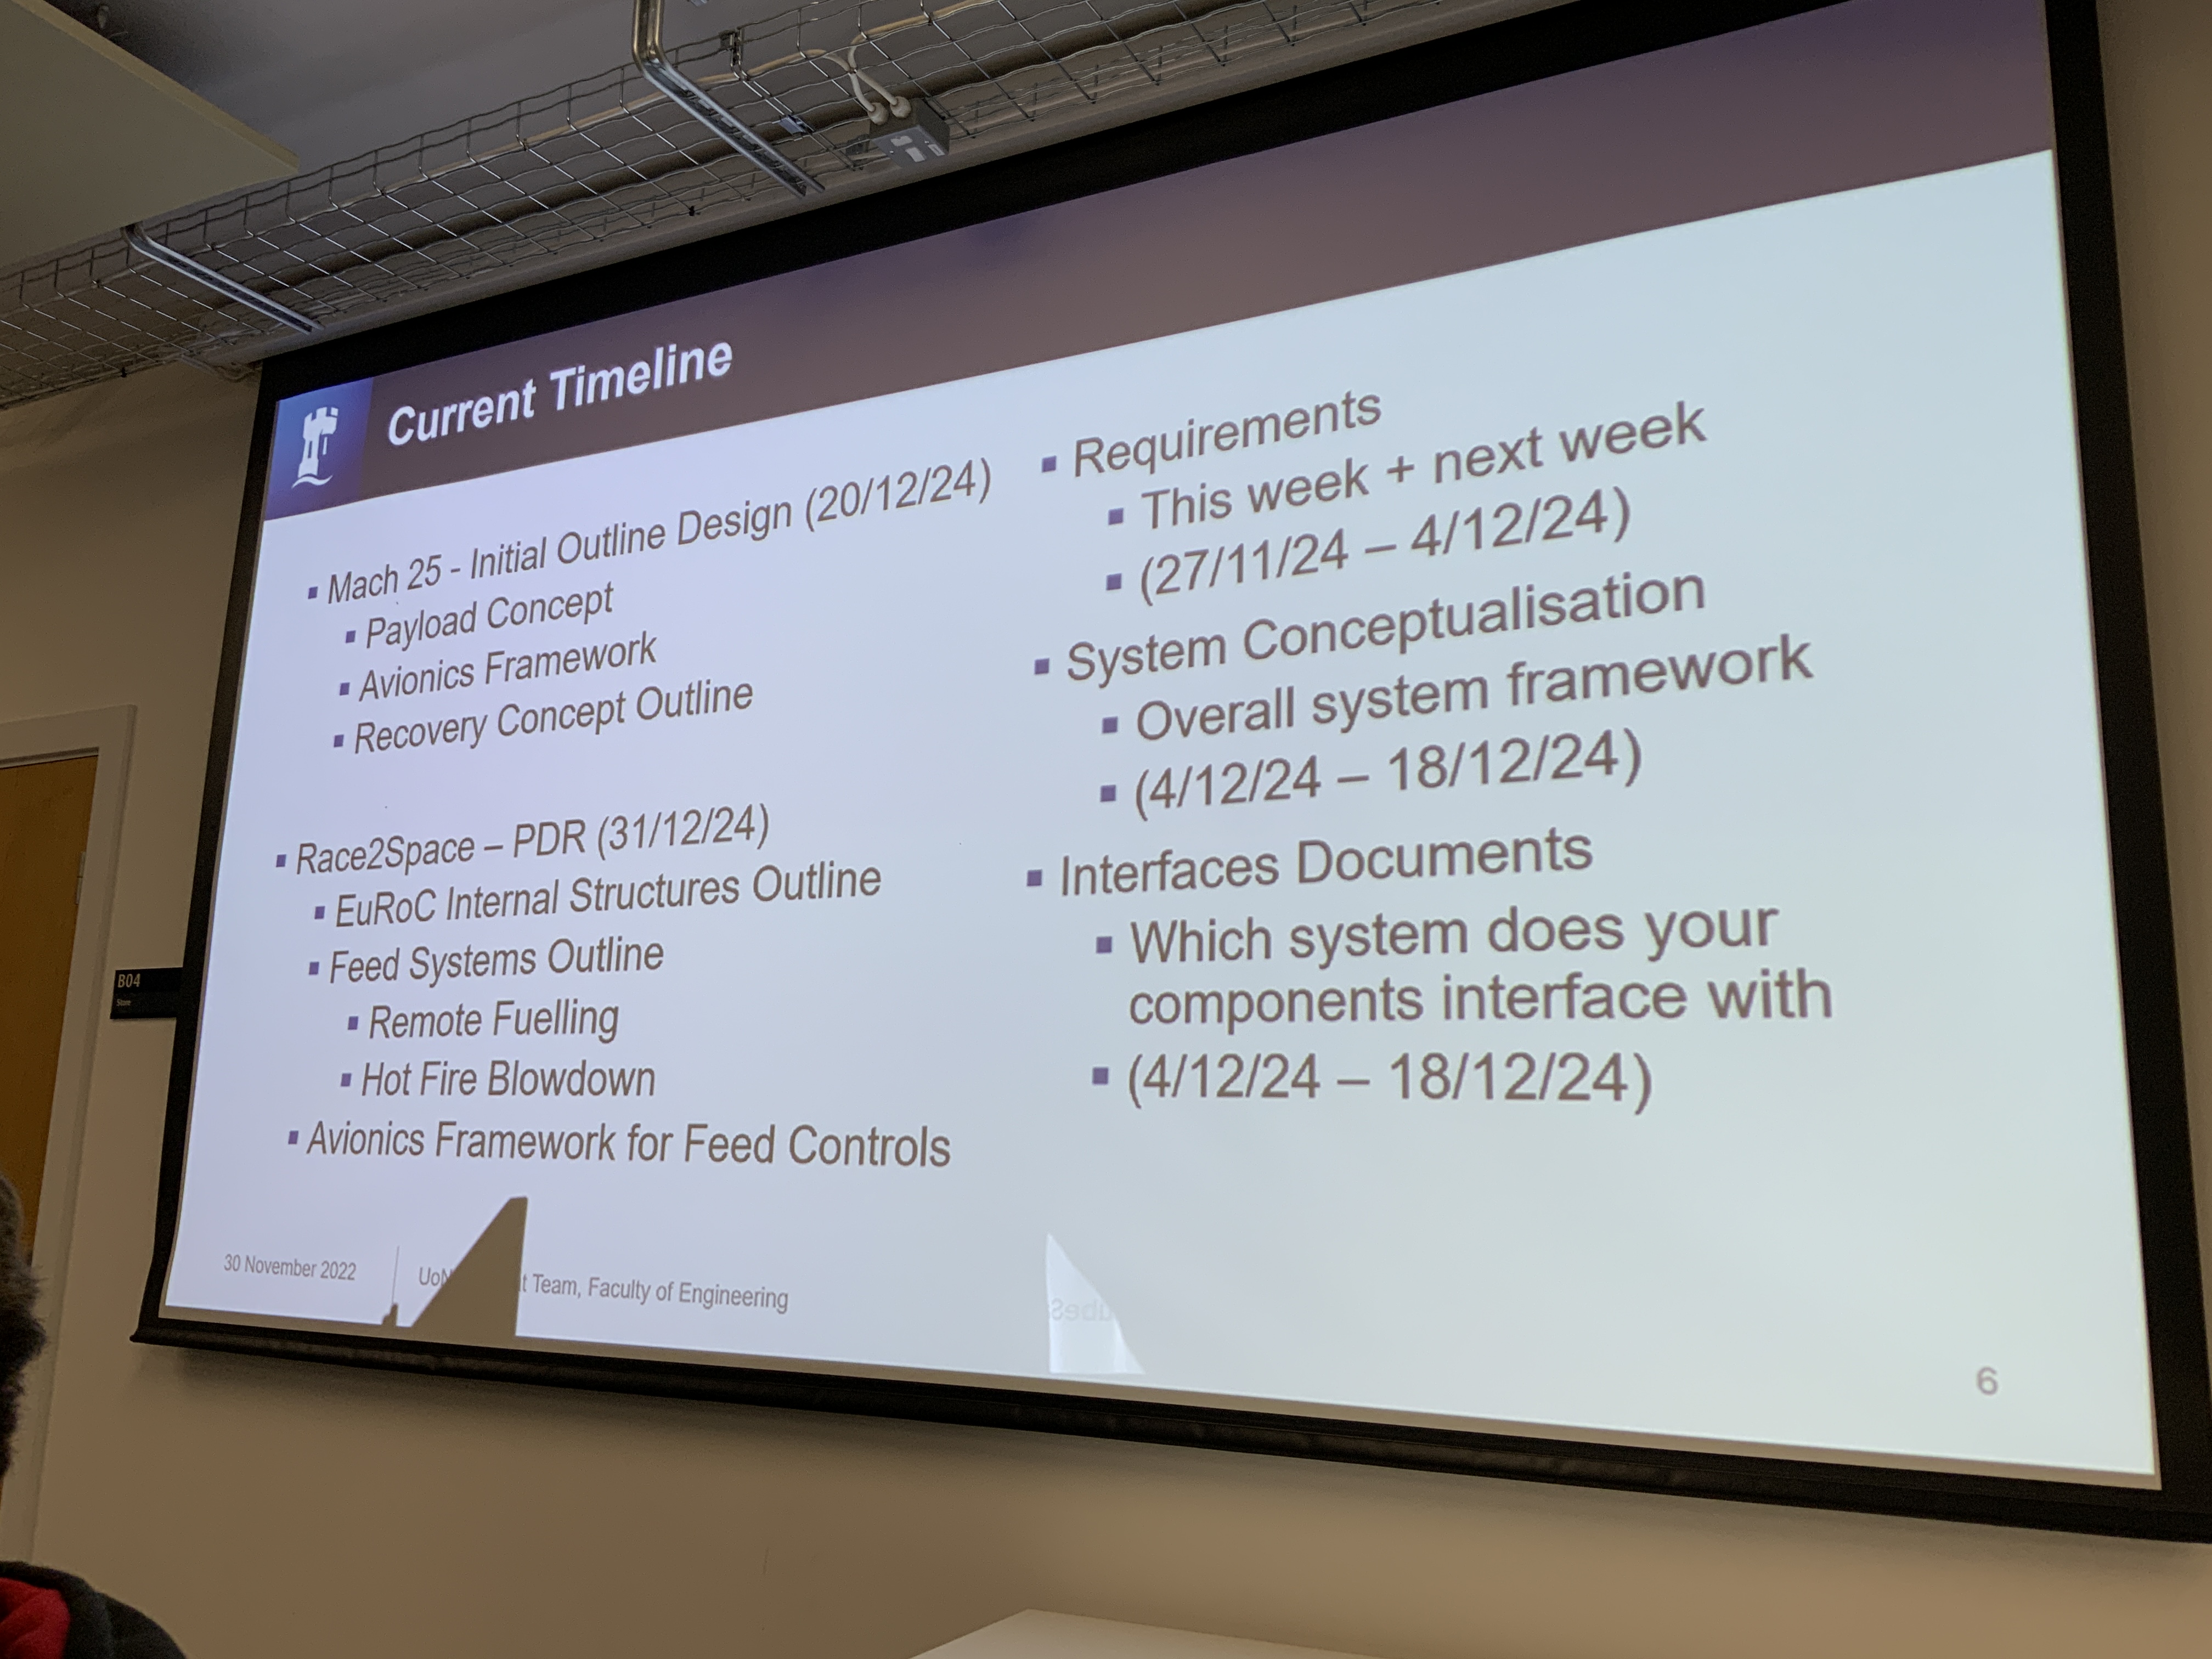 Current Timeline
▪ Mach 25 - Initial Outline Design (20/12/24)
▪ Payload Concept
▪ Avionics Framework
▪ Recovery Concept Outline
▪ Race2Space – PDR (31/12/24)
▪ EuRoC Internal Structures Outline
▪ Feed Systems Outline
▪ Remote Fuelling
▪ Hot Fire Blowdown
▪ Avionics Framework for Feed Controls
▪ Requirements
▪ This week + next week
▪ (27/11/24 – 4/12/24)
▪ System Conceptualisation
▪ Overall system framework
▪ (4/12/24 – 18/12/24)
▪ Interfaces Documents
▪ Which system does your
components interface with
▪ (4/12/24 – 18/12/24)
30 November 2022
Team, Faculty of Engineering
6
B04
Store